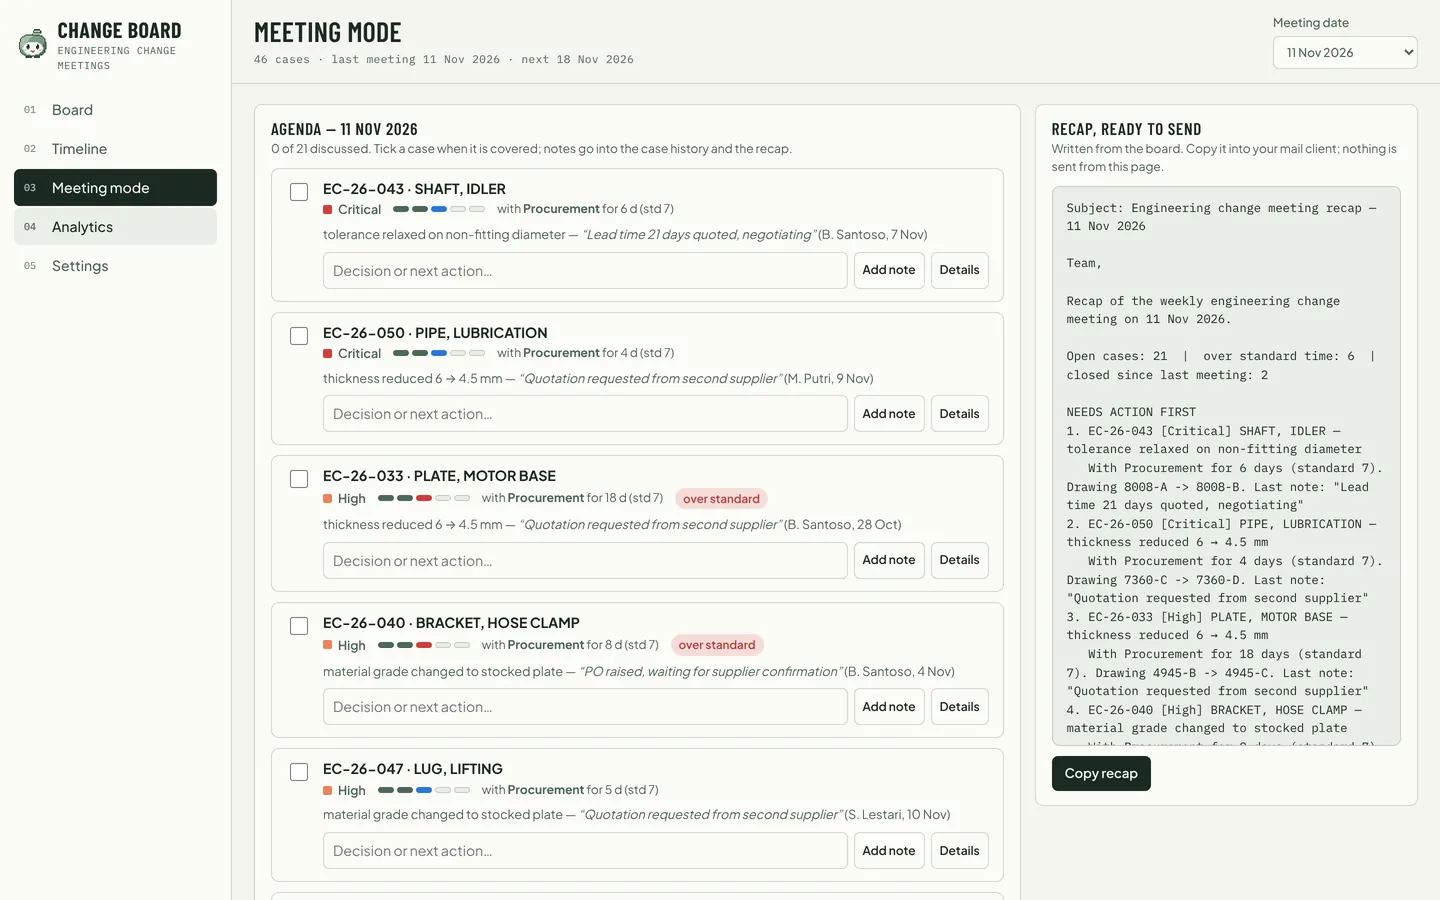 CHANGE BOARD
ENGINEERING CHANGE
MEETINGS
01 Board
02 Timeline
03 Meeting mode
04 Analytics
05 Settings
MEETING MODE
46 cases · last meeting 11 Nov 2026 · next 18 Nov 2026
Meeting date
11 Nov 2026
AGENDA — 11 NOV 2026
0 of 21 discussed. Tick a case when it is covered; notes go into the case history and the recap.
EC-26-043 · SHAFT, IDLER
Critical with Procurement for 6 d (std 7)
tolerance relaxed on non-fitting diameter — “Lead time 21 days quoted, negotiating” (B. Santoso, 7 Nov)
Decision or next action… Add note Details
EC-26-050 · PIPE, LUBRICATION
Critical with Procurement for 4 d (std 7)
thickness reduced 6 → 4.5 mm — “Quotation requested from second supplier” (M. Putri, 9 Nov)
Decision or next action… Add note Details
EC-26-033 · PLATE, MOTOR BASE
High with Procurement for 18 d (std 7) over standard
thickness reduced 6 → 4.5 mm — “Quotation requested from second supplier” (B. Santoso, 28 Oct)
Decision or next action… Add note Details
EC-26-040 · BRACKET, HOSE CLAMP
High with Procurement for 8 d (std 7) over standard
material grade changed to stocked plate — “PO raised, waiting for supplier confirmation” (B. Santoso, 4 Nov)
Decision or next action… Add note Details
EC-26-047 · LUG, LIFTING
High with Procurement for 5 d (std 7)
material grade changed to stocked plate — “Quotation requested from second supplier” (S. Lestari, 10 Nov)
Decision or next action… Add note Details
RECAP, READY TO SEND
Written from the board. Copy it into your mail client; nothing is
sent from this page.
Subject: Engineering change meeting recap —
11 Nov 2026
Team,
Recap of the weekly engineering change
meeting on 11 Nov 2026.
Open cases: 21 | over standard time: 6 |
closed since last meeting: 2
NEEDS ACTION FIRST
1. EC-26-043 [Critical] SHAFT, IDLER —
tolerance relaxed on non-fitting diameter
With Procurement for 6 days (standard 7).
Drawing 8008-A -> 8008-B. Last note: "Lead
time 21 days quoted, negotiating"
2. EC-26-050 [Critical] PIPE, LUBRICATION —
thickness reduced 6 → 4.5 mm
With Procurement for 4 days (standard 7).
Drawing 7360-C -> 7360-D. Last note:
"Quotation requested from second supplier"
3. EC-26-033 [High] PLATE, MOTOR BASE —
thickness reduced 6 → 4.5 mm
With Procurement for 18 days (standard
7). Drawing 4945-B -> 4945-C. Last note:
"Quotation requested from second supplier"
4. EC-26-040 [High] BRACKET, HOSE CLAMP —
material grade changed to stocked plate
Copy recap